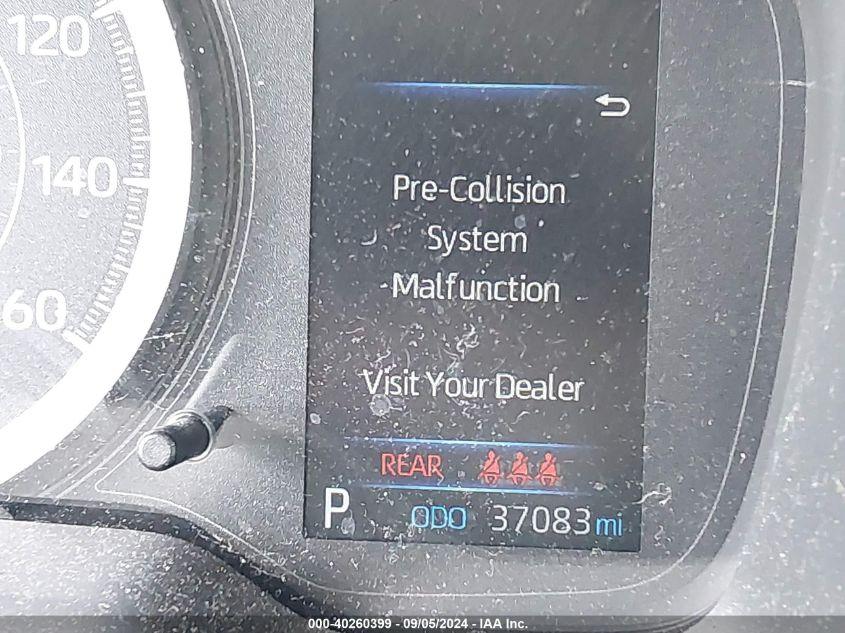 120
140
60
Pre-Collision
System
Malfunction
Visit Your Dealer
REAR
P ODO 37083 mi
000-40260399 - 09/05/2024 - IAA Inc.